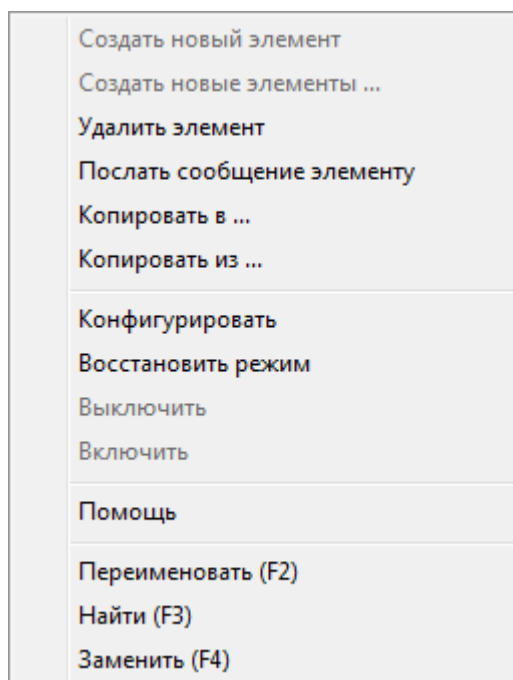 Создать новый элемент
Создать новые элементы ...
Удалить элемент
Послать сообщение элементу
Копировать в ...
Копировать из ...
Конфигурировать
Восстановить режим
Выключить
Включить
Помощь
Переименовать (F2)
Найти (F3)
Заменить (F4)